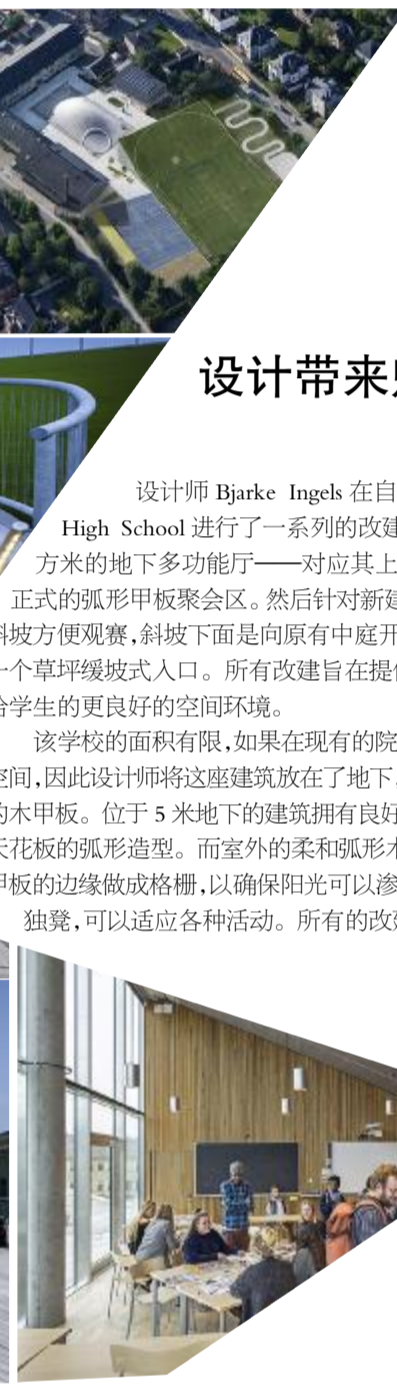 设计带来
设计师 Bjarke Ingels 在自
High School 进行了一系列的改建
方米的地下多功能厅——对应其上
正式的弧形甲板聚会区。然后针对新建
斜坡方便观赛,斜坡下面是向原有中庭开
一个草坪缓坡式入口。所有改建旨在提供
给学生的更良好的空间环境。
该学校的面积有限,如果在现有的院
空间,因此设计师将这座建筑放在了地下,
的木甲板。位于 5 米地下的建筑拥有良好
天花板的弧形造型。而室外的柔和弧形木
甲板的边缘做成格栅,以确保阳光可以渗
独凳,可以适应各种活动。所有的改建